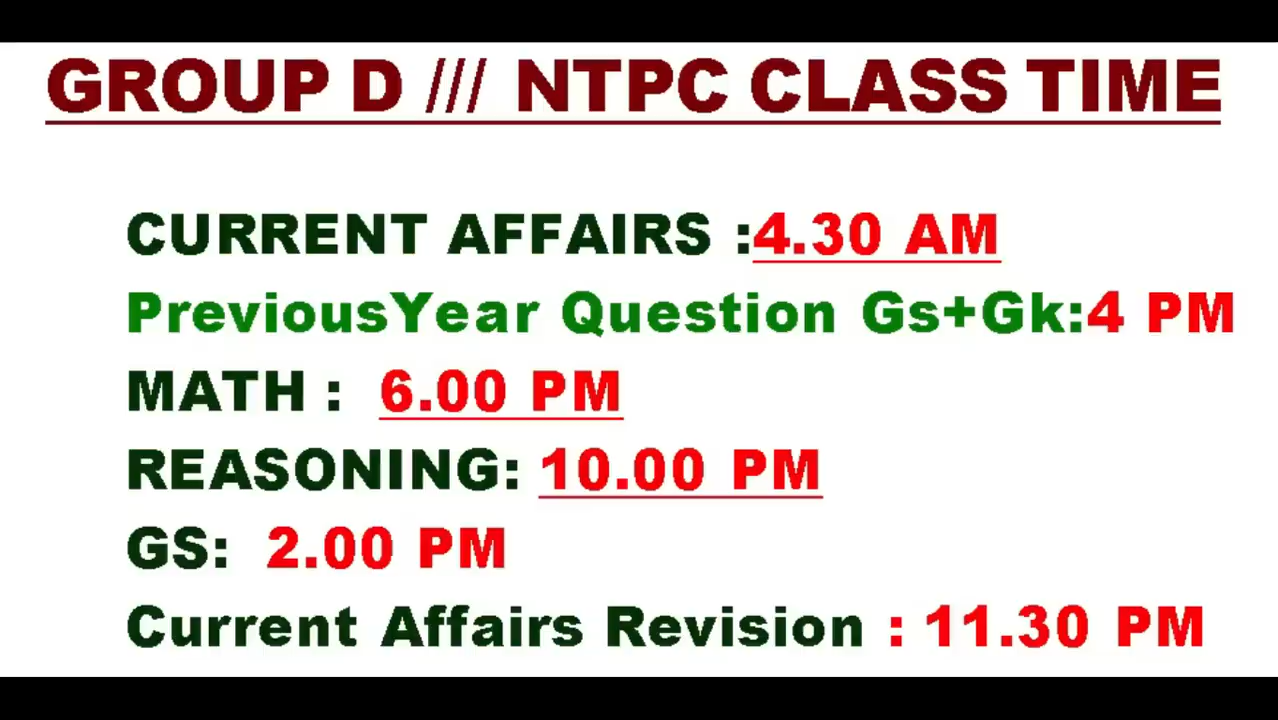 GROUP D /// NTPC CLASS TIME
CURRENT AFFAIRS :4.30 AM
PreviousYear Question Gs+Gk:4 PM
MATH : 6.00 PM
REASONING: 10.00 PM
GS: 2.00 PM
Current Affairs Revision : 11.30 PM